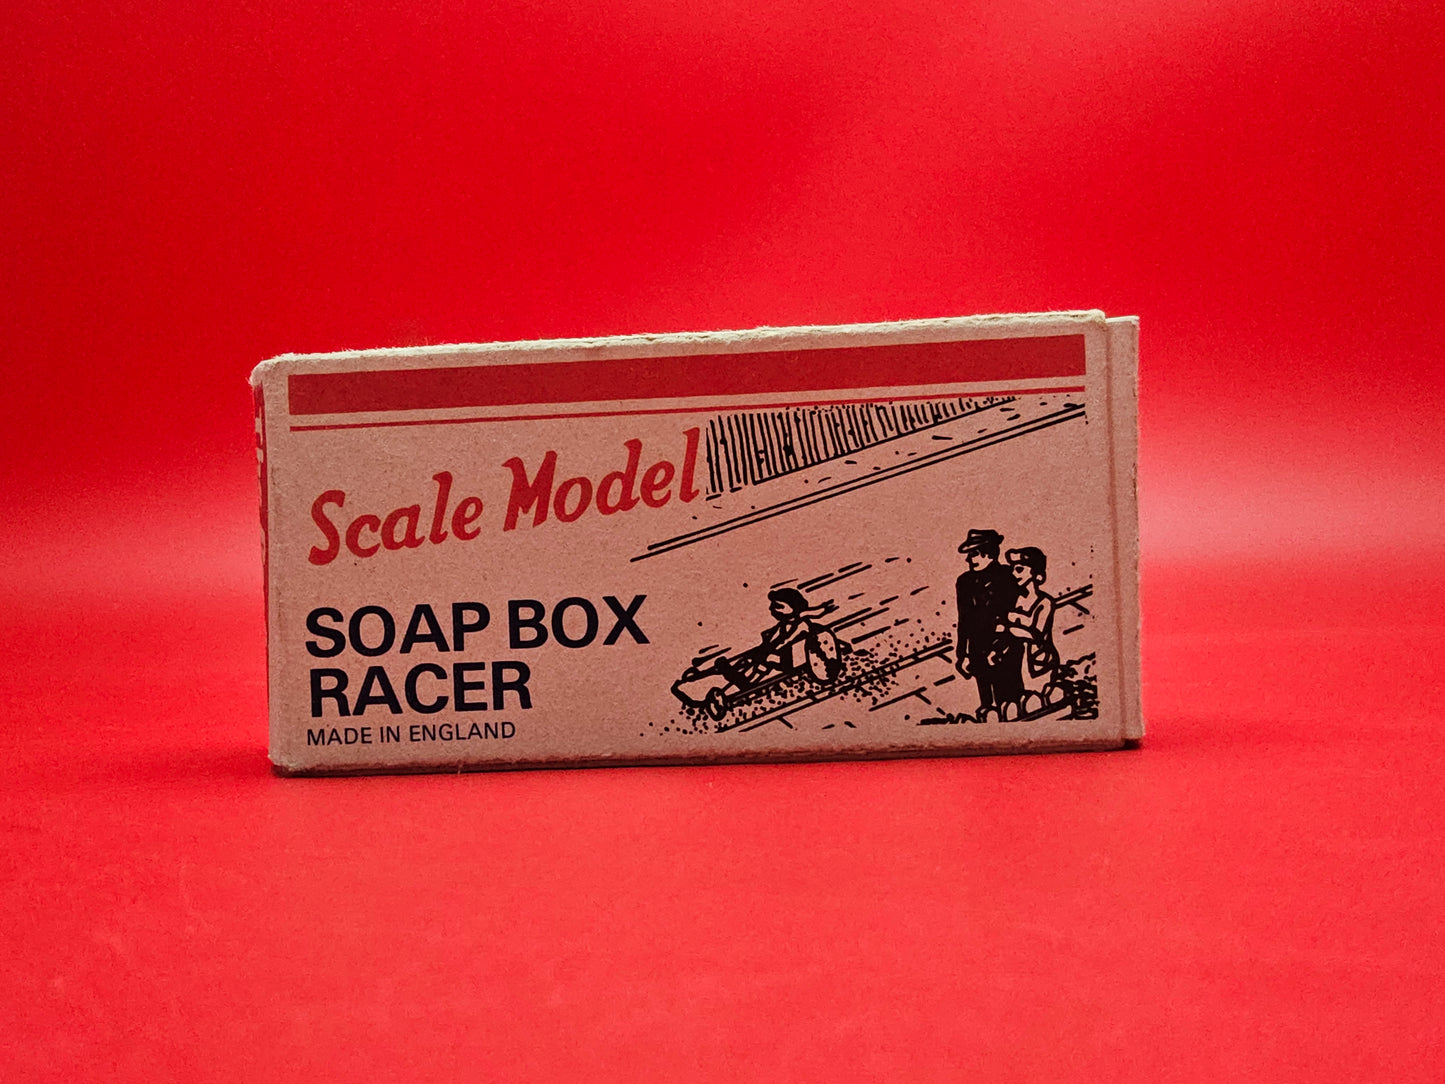 Scale Model
SOAP BOX
RACER
MADE IN ENGLAND